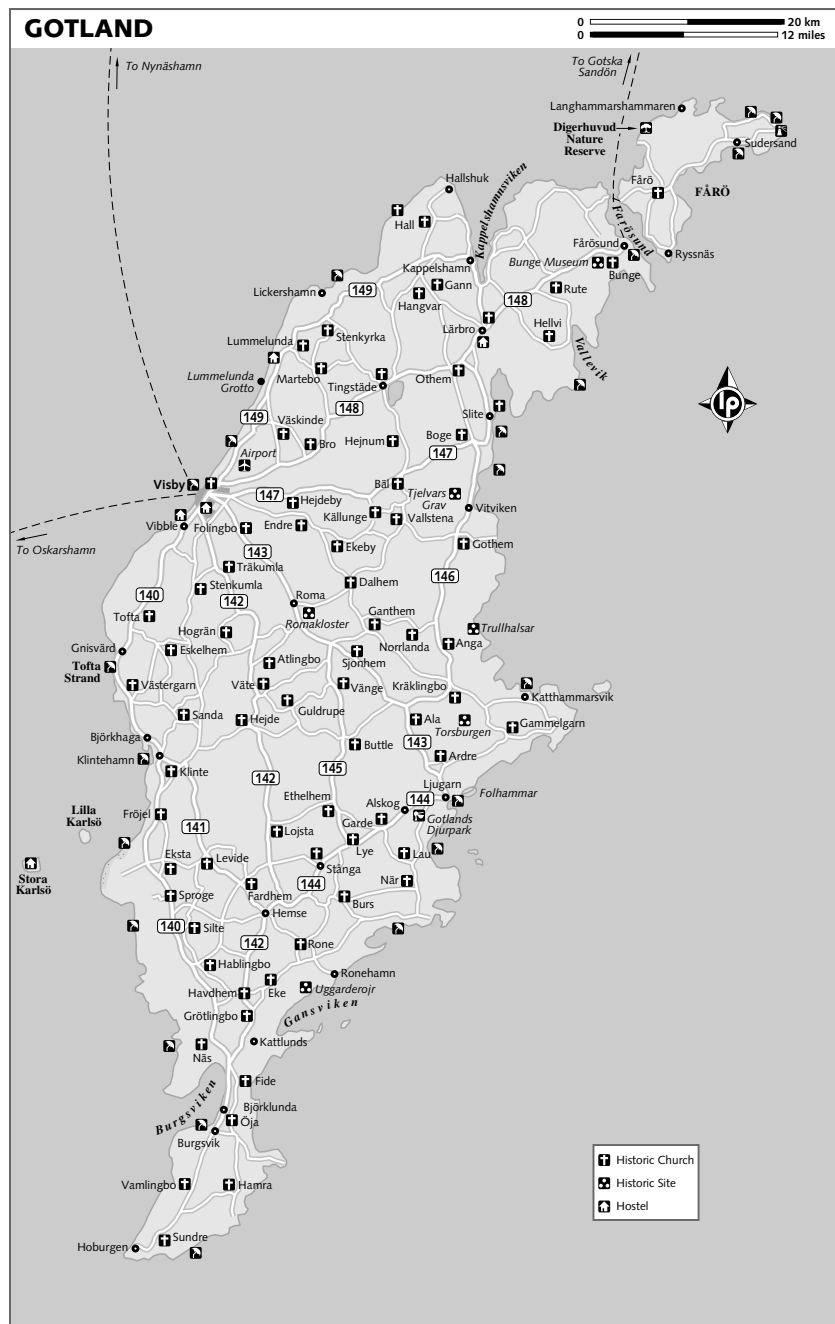 GOTLAND
0 20 km
0 12 miles
To Nynäshamn
To Gotska
Sandön
Langhammarshammaren
Digerhuvud
Nature
Reserve
Sudersand
Fårö
FÅRÖ
Hallshuk
Kappelshamnsviken
Farösund
Hall
Fårösund
Ryssnäs
Bunge Museum
Bunge
Kappelshamn
Gann
149
Lickershamn
Hangvar
Rute
148
Lärbro
Hellvi
Stenkyrka
Lummelunda
Vallevik
Martebo
Othem
Lummelunda
Grotto
Tingstäde
148
149
Väskinde
Slite
Bro
Hejnum
Boge
Airport
147
Visby
Bäl
Tjelvars
Grav
147
Hejdeby
Vitviken
Källunge
Vallstena
Vibble
Folingbo
Endre
To Oskarshamn
143
Ekeby
Gothem
Träkumla
146
Stenkumla
Dalhem
140
142
Roma
Tofta
Romakloster
Ganthem
Trullhalsar
Hogrän
Norrlanda
Anga
Gnisvärd
Eskelhem
Sjonhem
Tofta
Strand
Atlingbo
Västergarn
Väte
Vänge
Kräklingbo
Katthammarsvik
Guldrupe
Sanda
Hejde
Ala
Torsburgen
Gammelgarn
Björkhaga
Buttle
143
Klintehamn
Ardre
Klinte
142
145
Ljugarn
Folhammar
Ethelhem
Alskog
144
Lilla
Karlsö
Fröjel
Garde
Gotlands
Djurpark
141
Lojsta
Lye
Lau
Eksta
Levide
Stånga
Stora
Karlsö
När
Sproge
Fardhem
144
Burs
Hemse
140
Silte
142
Rone
Hablingbo
Ronehamn
Havdhem
Eke
Uggarderojr
Grötlingbo
Gansviken
Kattlunds
Näs
Fide
Burgsviken
Björklunda
Öja
Burgsvik
Vamlingbo
Hamra
Sundre
Hoburgen
lp
Historic Church
Historic Site
Hostel